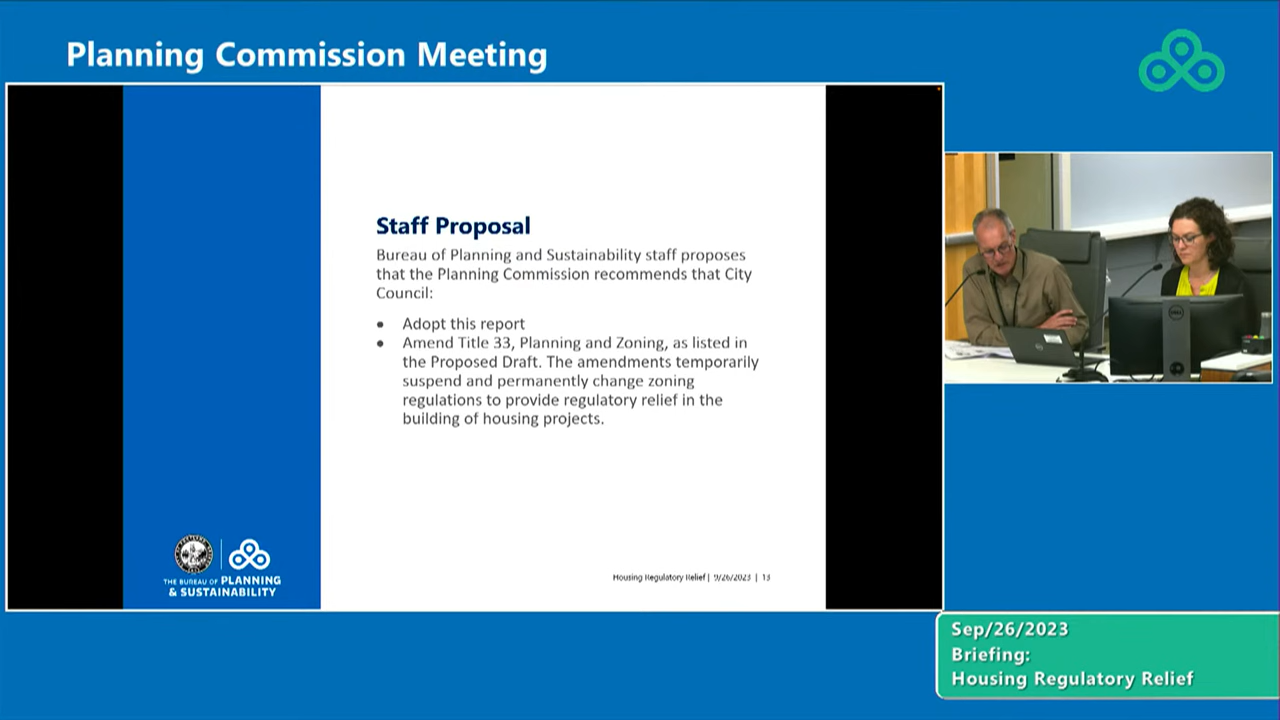 Planning Commission Meeting
Staff Proposal
Bureau of Planning and Sustainability staff proposes
that the Planning Commission recommends that City
Council:
• Adopt this report
• Amend Title 33, Planning and Zoning, as listed in
the Proposed Draft. The amendments temporarily
suspend and permanently change zoning
regulations to provide regulatory relief in the
building of housing projects.
THE BUREAU OF PLANNING
& SUSTAINABILITY
Housing Regulatory Relief | 9/26/2023 | 13
DELL
Sep/26/2023
Briefing:
Housing Regulatory Relief